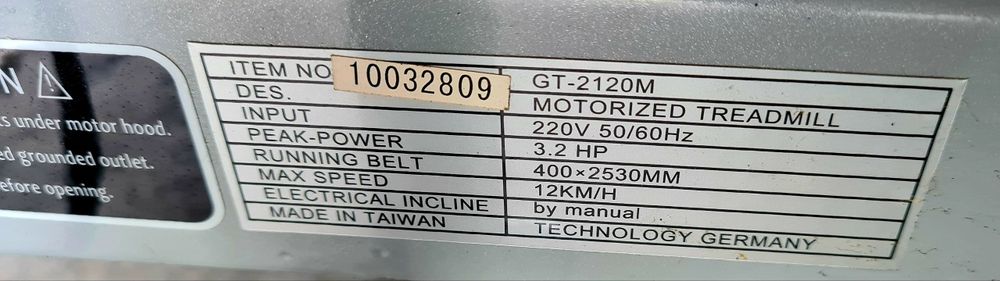 N
ts under motor hood.
ed grounded outlet.
efore opening.
ITEM NO 10032809 GT-2120M
DES. MOTORIZED TREADMILL
INPUT 220V 50/60Hz
PEAK-POWER 3.2 HP
RUNNING BELT 400×2530MM
MAX SPEED 12KM/H
ELECTRICAL INCLINE by manual
MADE IN TAIWAN TECHNOLOGY GERMANY